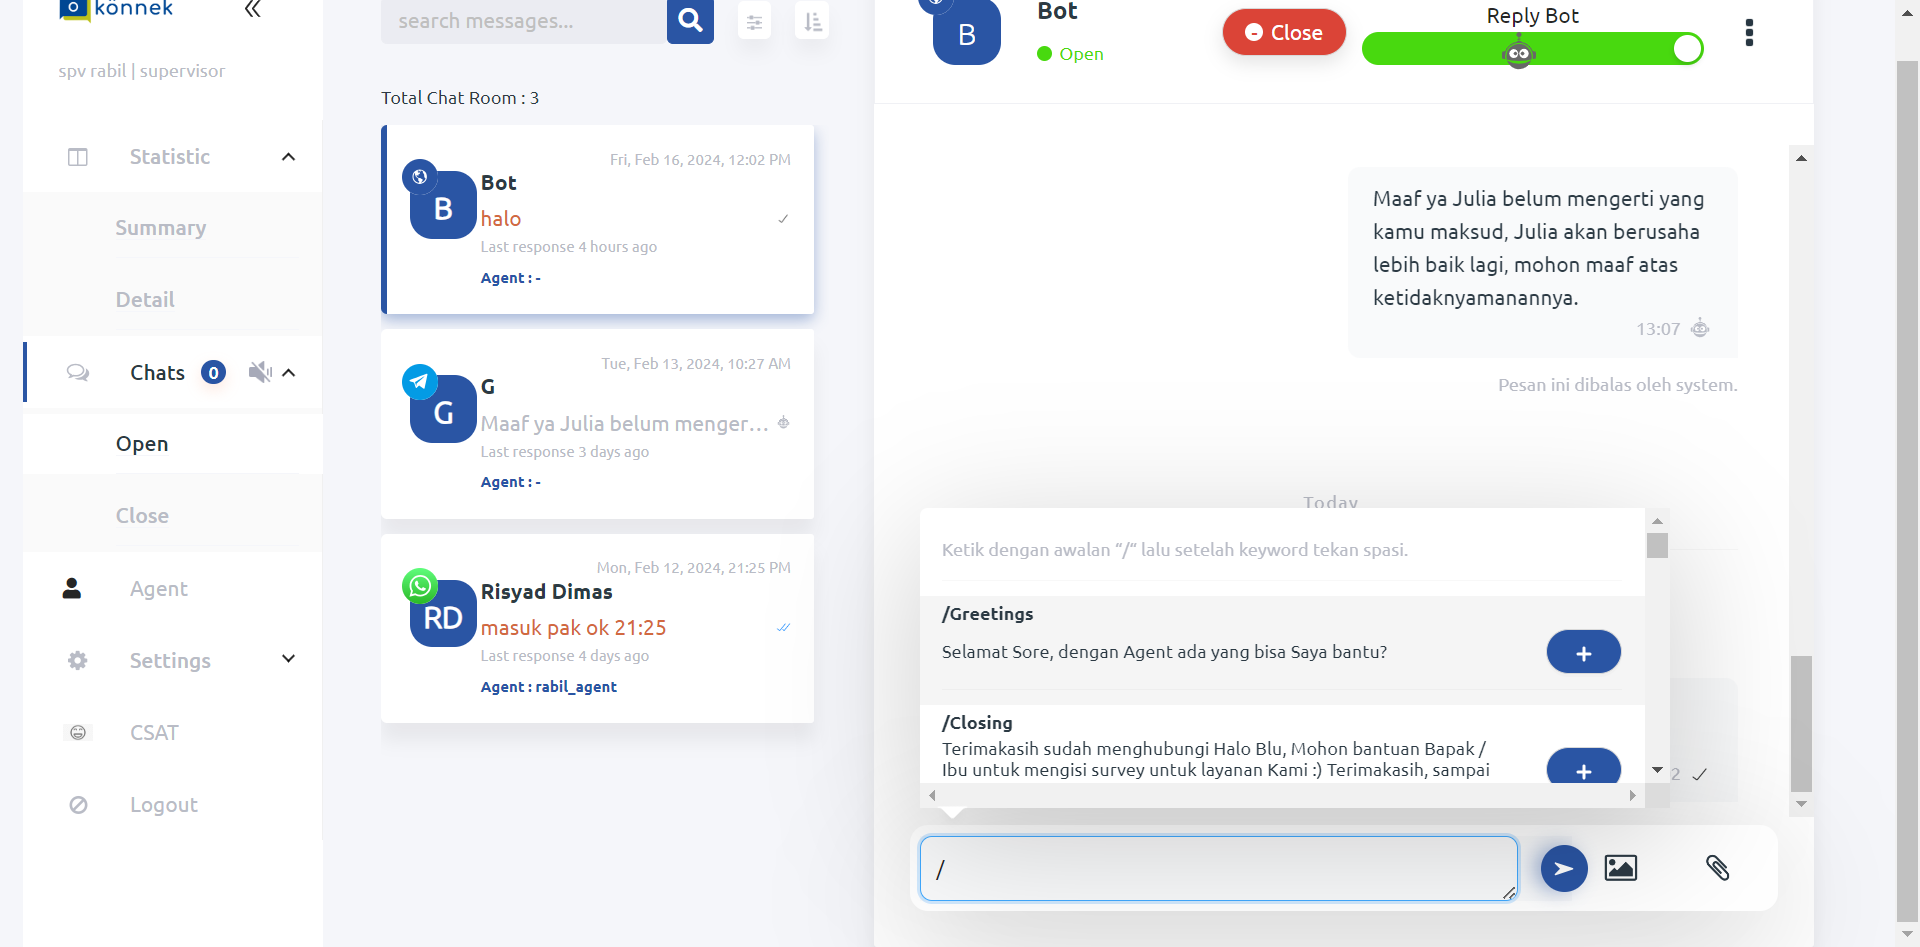 könnek
spv rabil | supervisor
Statistic
Summary
Detail
Chats 0
Open
Close
Agent
Settings
CSAT
Logout
search messages...
Total Chat Room : 3
Fri, Feb 16, 2024, 12:02 PM
B
Bot
halo
Last response 4 hours ago
Agent : -
Tue, Feb 13, 2024, 10:27 AM
G
G
Maaf ya Julia belum menger...
Last response 3 days ago
Agent : -
Mon, Feb 12, 2024, 21:25 PM
RD
Risyad Dimas
masuk pak ok 21:25
Last response 4 days ago
Agent : rabil_agent
B
Bot
Open
Close
Reply Bot
Maaf ya Julia belum mengerti yang
kamu maksud, Julia akan berusaha
lebih baik lagi, mohon maaf atas
ketidaknyamanannya.
13:07
Pesan ini dibalas oleh system.
Today
Ketik dengan awalan “/“ lalu setelah keyword tekan spasi.
/Greetings
Selamat Sore, dengan Agent ada yang bisa Saya bantu?
/Closing
Terimakasih sudah menghubungi Halo Blu, Mohon bantuan Bapak /
Ibu untuk mengisi survey untuk layanan Kami :) Terimakasih, sampai
2
/